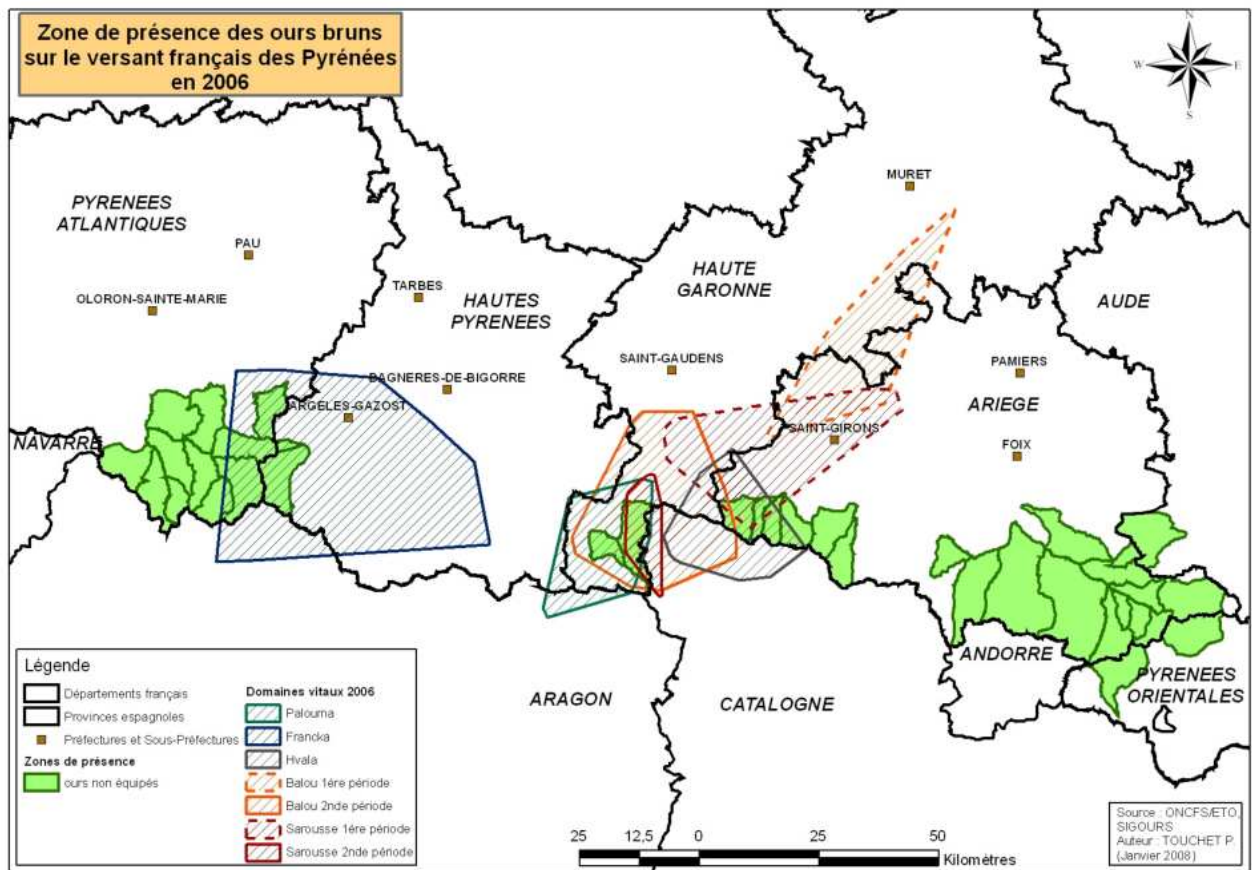 Zone de présence des ours bruns
sur le versant français des Pyrénées
en 2006
N
W
E
S
MURET
PYRENEES
ATLANTIQUES
PAU
HAUTE
GARONNE
TARBES
OLORON-SAINTE-MARIE
HAUTES
PYRENEES
AUDE
SAINT-GAUDENS
PAMIERS
BAGNERES-DE-BIGORRE
ARGELES-GAZOST
ARIEGE
SAINT-GIRONS
NAVARRE
FOIX
ANDORRE
PYRENEES
ORIENTALES
ARAGON
CATALOGNE
Légende
Départements français
Provinces espagnoles
Préfectures et Sous-Préfectures
Zones de présence
ours non équipés
Domaines vitaux 2006
Palouma
Francka
Hvala
Balou 1ére période
Balou 2nde période
Sarousse 1ére période
Sarousse 2nde période
25 12,5 0 25 50
Kilomètres
Source : ONCFS/ETO,
SIGOURS
Auteur : TOUCHET P.
(Janvier 2008)